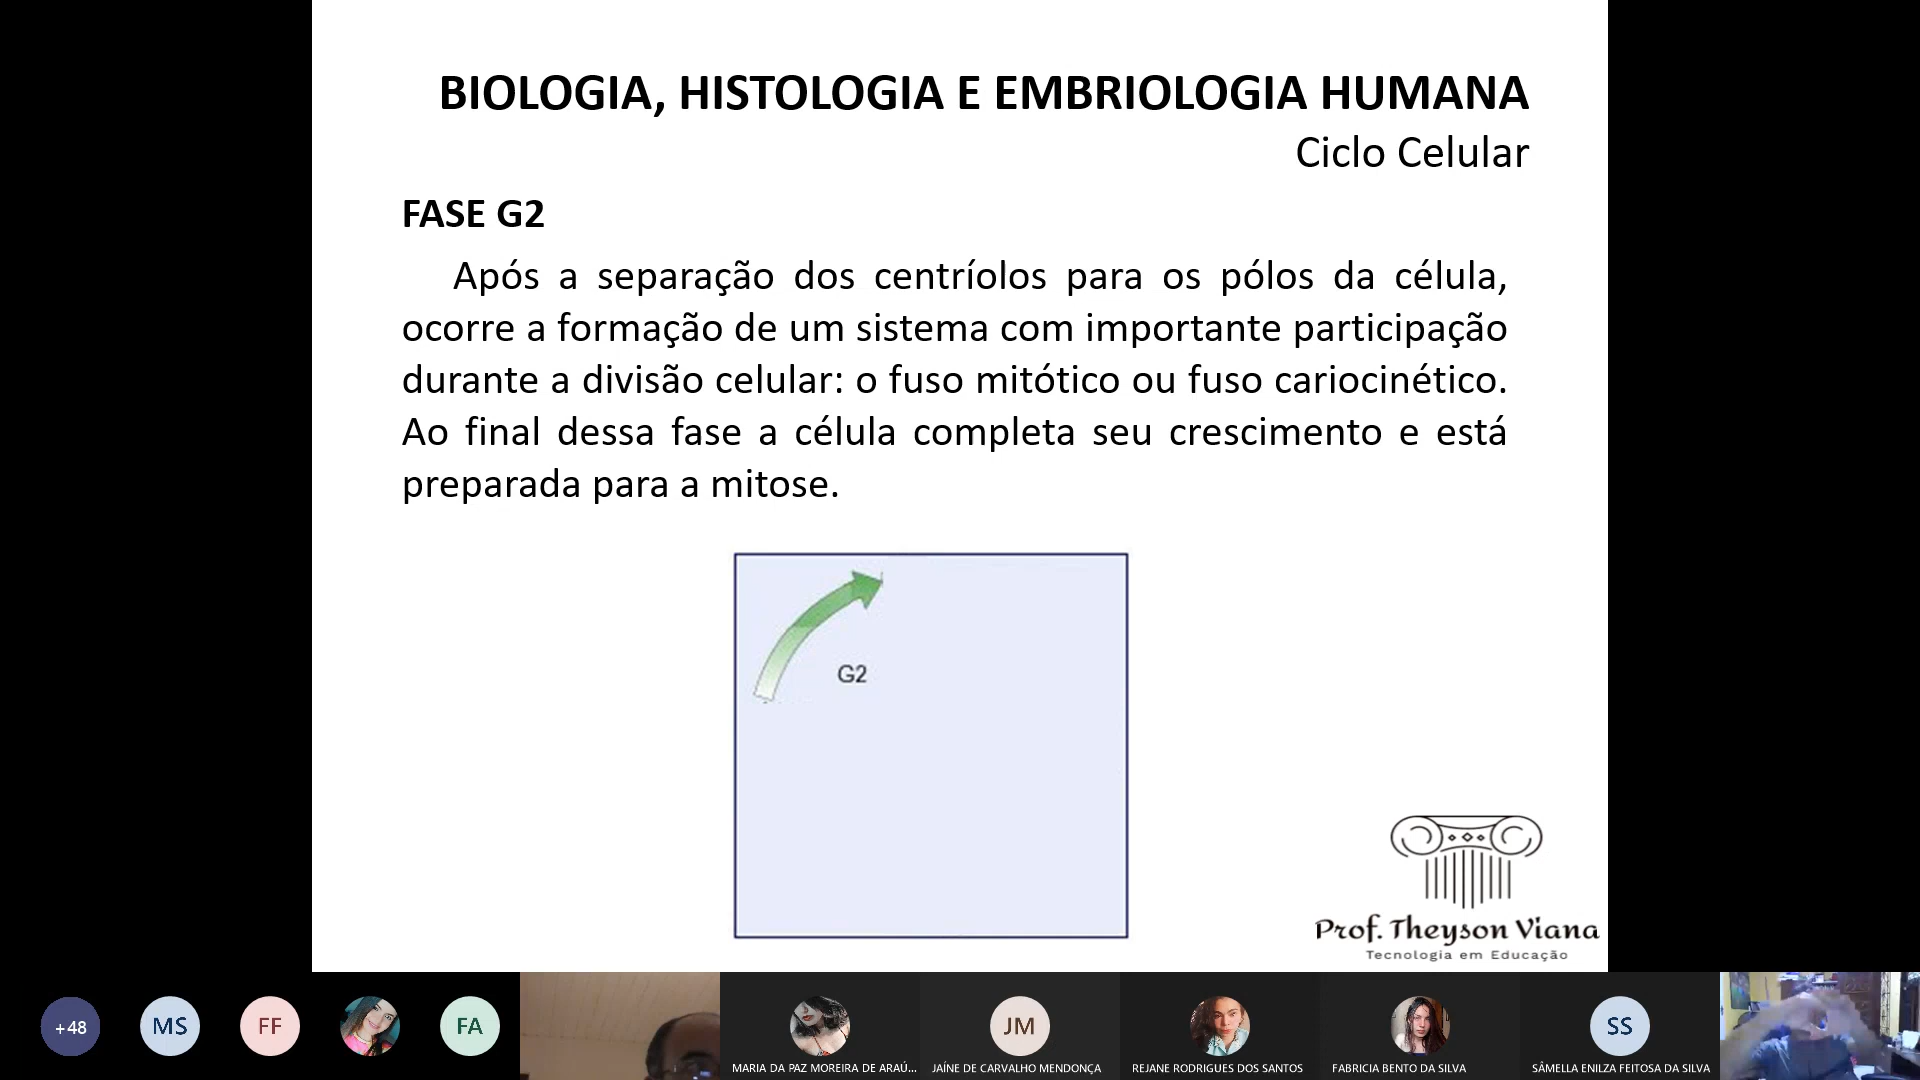 BIOLOGIA, HISTOLOGIA E EMBRIOLOGIA HUMANA
Ciclo Celular
FASE G2
Após a separação dos centríolos para os pólos da célula,
ocorre a formação de um sistema com importante participação
durante a divisão celular: o fuso mitótico ou fuso cariocinético.
Ao final dessa fase a célula completa seu crescimento e está
preparada para a mitose.
G2
Prof. Theyson Viana
Tecnologia em Educação
+48
MS
FF
FA
JM
SS
MARIA DA PAZ MOREIRA DE ARAÚ...
JAÍNE DE CARVALHO MENDONÇA
REJANE RODRIGUES DOS SANTOS
FABRICIA BENTO DA SILVA
SÂMELLA ENILZA FEITOSA DA SILVA